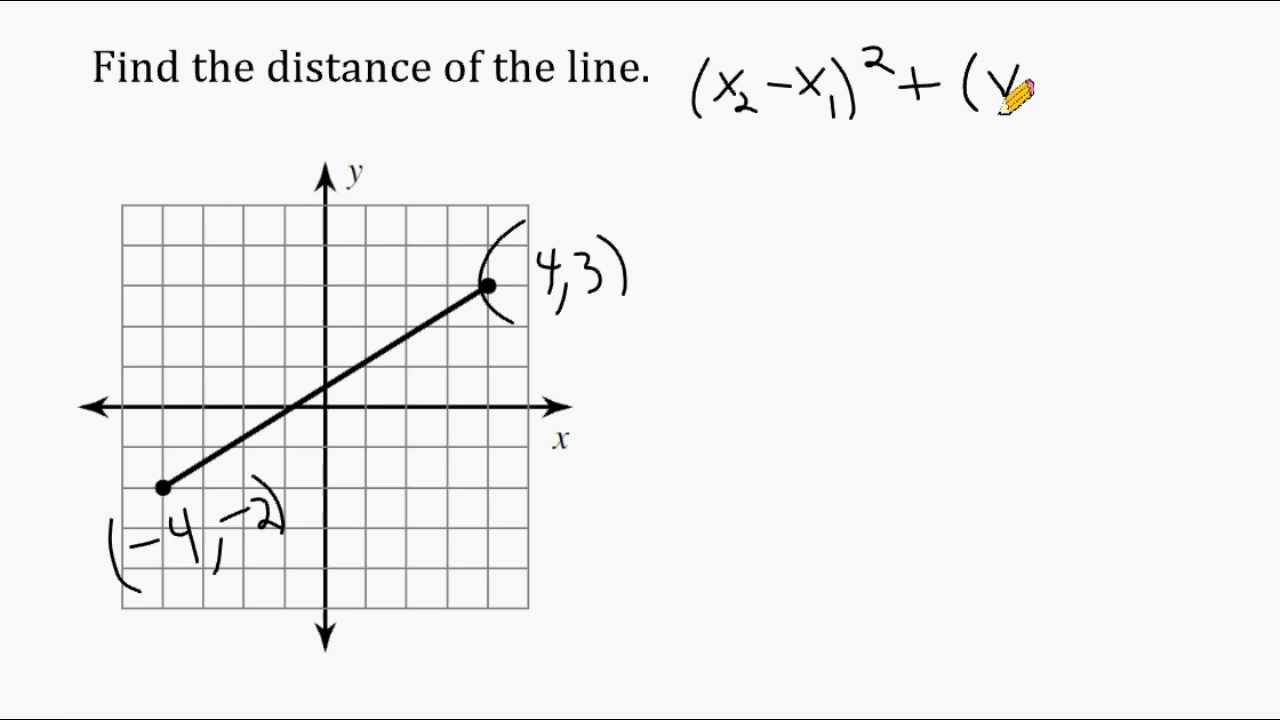 Find the distance of the line. (x₂ -x₁)² + (y
y
(4,3)
x
(-4,-2)